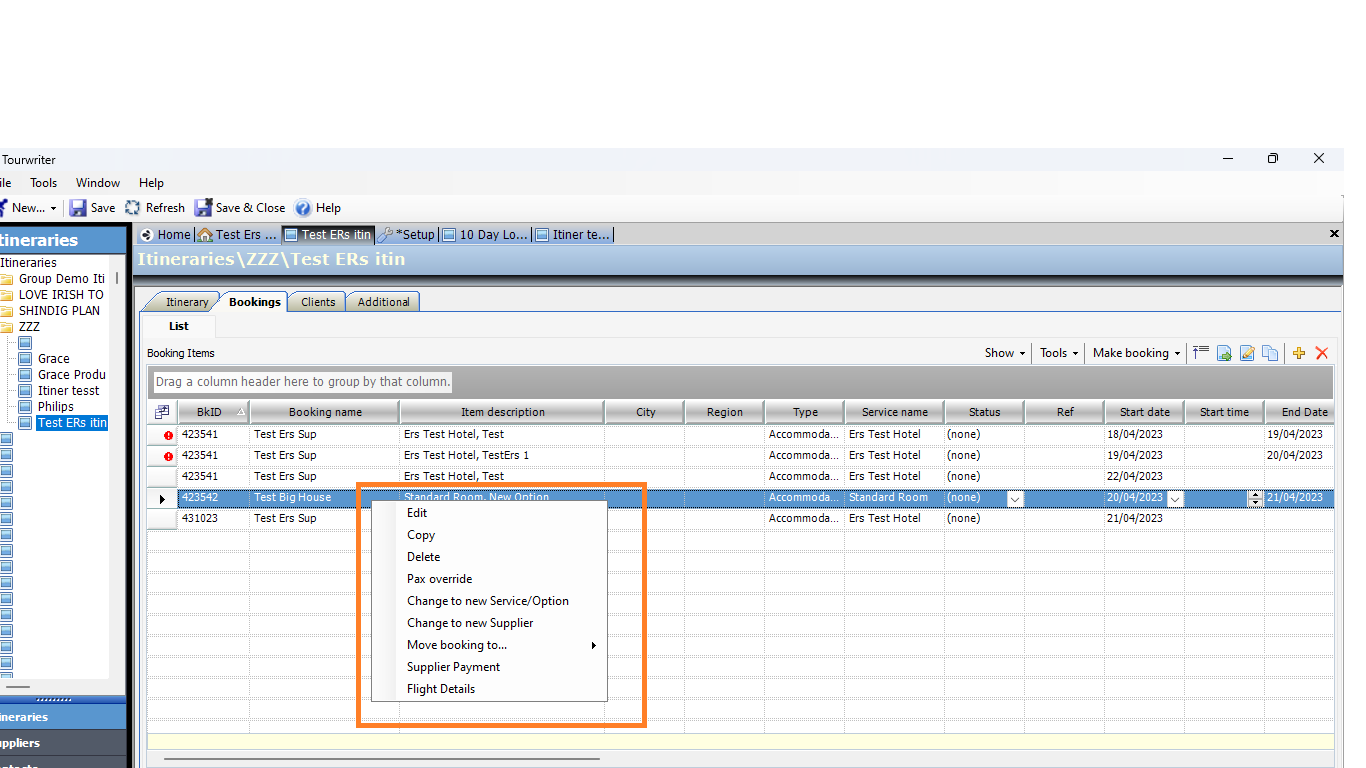 Tourwriter
ile Tools Window Help
New... Save Refresh Save & Close Help
tineraries
Home Test Ers ... Test ERs itin *Setup 10 Day Lo... Itiner te...
Itineraries\ZZZ\Test ERs itin
Itineraries
Group Demo Iti
LOVE IRISH TO
SHINDIG PLAN
ZZZ
Grace
Grace Produ
Itiner tesst
Philips
Test ERs itin
neraries
ppliers
Itinerary Bookings Clients Additional
List
Booking Items Show Tools Make booking
Drag a column header here to group by that column.
BkID Booking name Item description City Region Type Service name Status Ref Start date Start time End Date
423541 Test Ers Sup Ers Test Hotel, Test Accommoda... Ers Test Hotel (none) 18/04/2023 19/04/2023
423541 Test Ers Sup Ers Test Hotel, TestErs 1 Accommoda... Ers Test Hotel (none) 19/04/2023 20/04/2023
423541 Test Ers Sup Ers Test Hotel, Test Accommoda... Ers Test Hotel (none) 22/04/2023
423542 Test Big House Standard Room, New Option Accommoda... Standard Room (none) 20/04/2023 21/04/2023
431023 Test Ers Sup Accommoda... Ers Test Hotel (none) 21/04/2023
Edit
Copy
Delete
Pax override
Change to new Service/Option
Change to new Supplier
Move booking to...
Supplier Payment
Flight Details